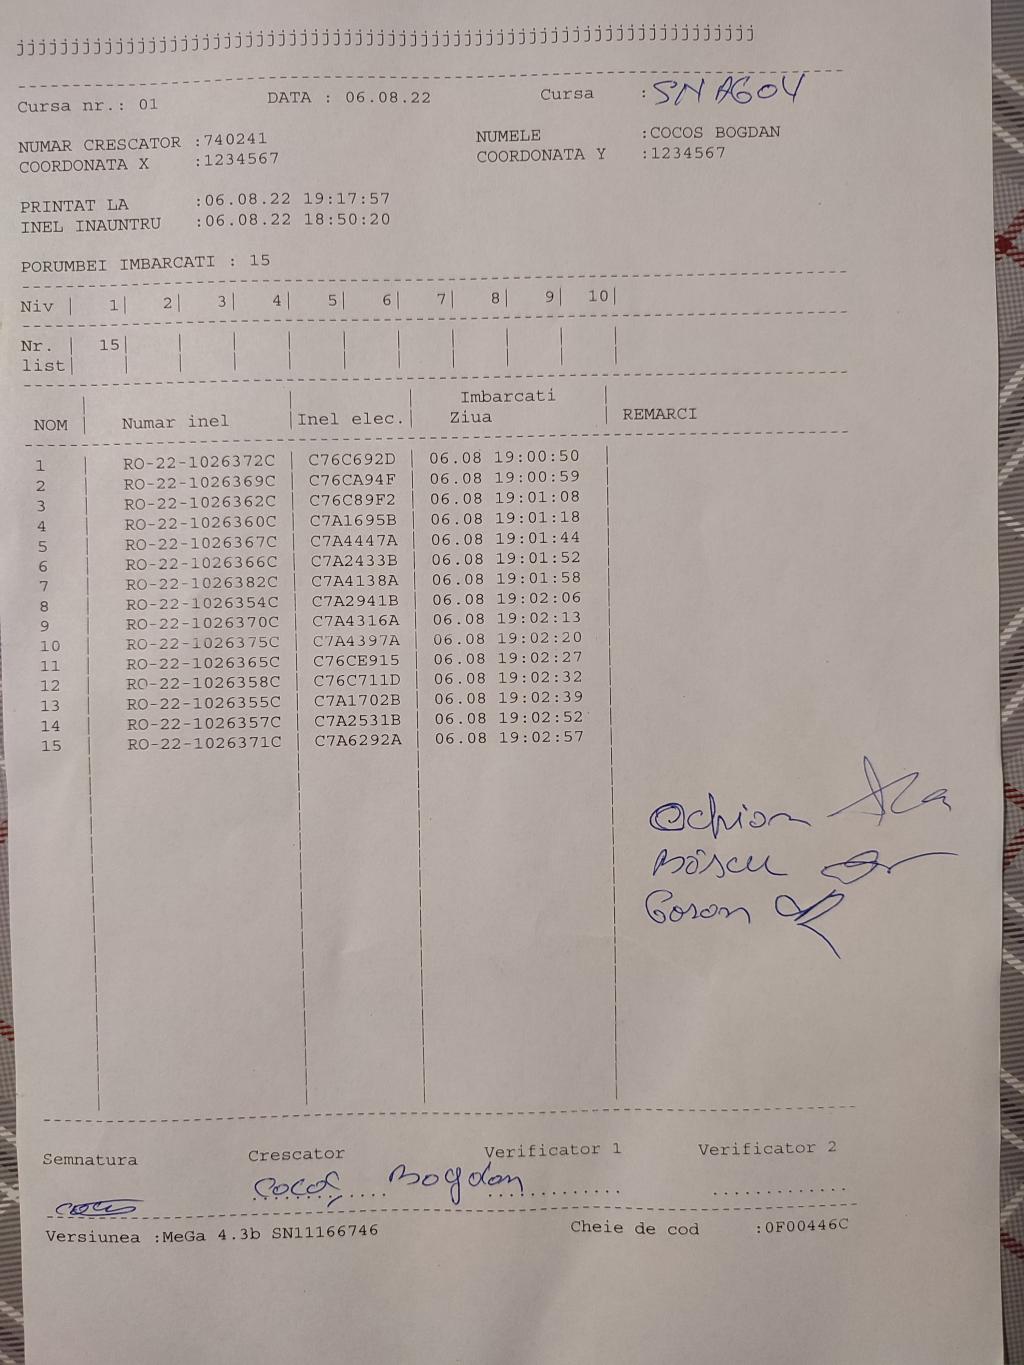 jjjjjjjjjjjjjjjjjjjjjjjjjjjjjjjjjjjjjjjjjjjjjjjjjjjjjjjjjjjjjjjjjjjj
Cursa nr.: 01 DATA : 06.08.22 Cursa : SNAGOV
NUMAR CRESCATOR :740241 NUMELE :COCOS BOGDAN
COORDONATA X :1234567 COORDONATA Y :1234567
PRINTAT LA :06.08.22 19:17:57
INEL INAUNTRU :06.08.22 18:50:20
PORUMBEI IMBARCATI : 15
Niv | 1| 2| 3| 4| 5| 6| 7| 8| 9| 10|
Nr. | 15|
list|
Imbarcati
NOM | Numar inel |Inel elec.| Ziua | REMARCI
1 | RO-22-1026372C | C76C692D | 06.08 19:00:50 |
2 | RO-22-1026369C | C76CA94F | 06.08 19:00:59 |
3 | RO-22-1026362C | C76C89F2 | 06.08 19:01:08 |
4 | RO-22-1026360C | C7A1695B | 06.08 19:01:18 |
5 | RO-22-1026367C | C7A4447A | 06.08 19:01:44 |
6 | RO-22-1026366C | C7A2433B | 06.08 19:01:52 |
7 | RO-22-1026382C | C7A4138A | 06.08 19:01:58 |
8 | RO-22-1026354C | C7A2941B | 06.08 19:02:06 |
9 | RO-22-1026370C | C7A4316A | 06.08 19:02:13 |
10 | RO-22-1026375C | C7A4397A | 06.08 19:02:20 |
11 | RO-22-1026365C | C76CE915 | 06.08 19:02:27 |
12 | RO-22-1026358C | C76C711D | 06.08 19:02:32 |
13 | RO-22-1026355C | C7A1702B | 06.08 19:02:39 |
14 | RO-22-1026357C | C7A2531B | 06.08 19:02:52 |
15 | RO-22-1026371C | C7A6292A | 06.08 19:02:57 |
Semnatura Crescator Verificator 1 Verificator 2
Cocoș Bogdan
Versiunea :MeGa 4.3b SN11166746 Cheie de cod :0F00446C